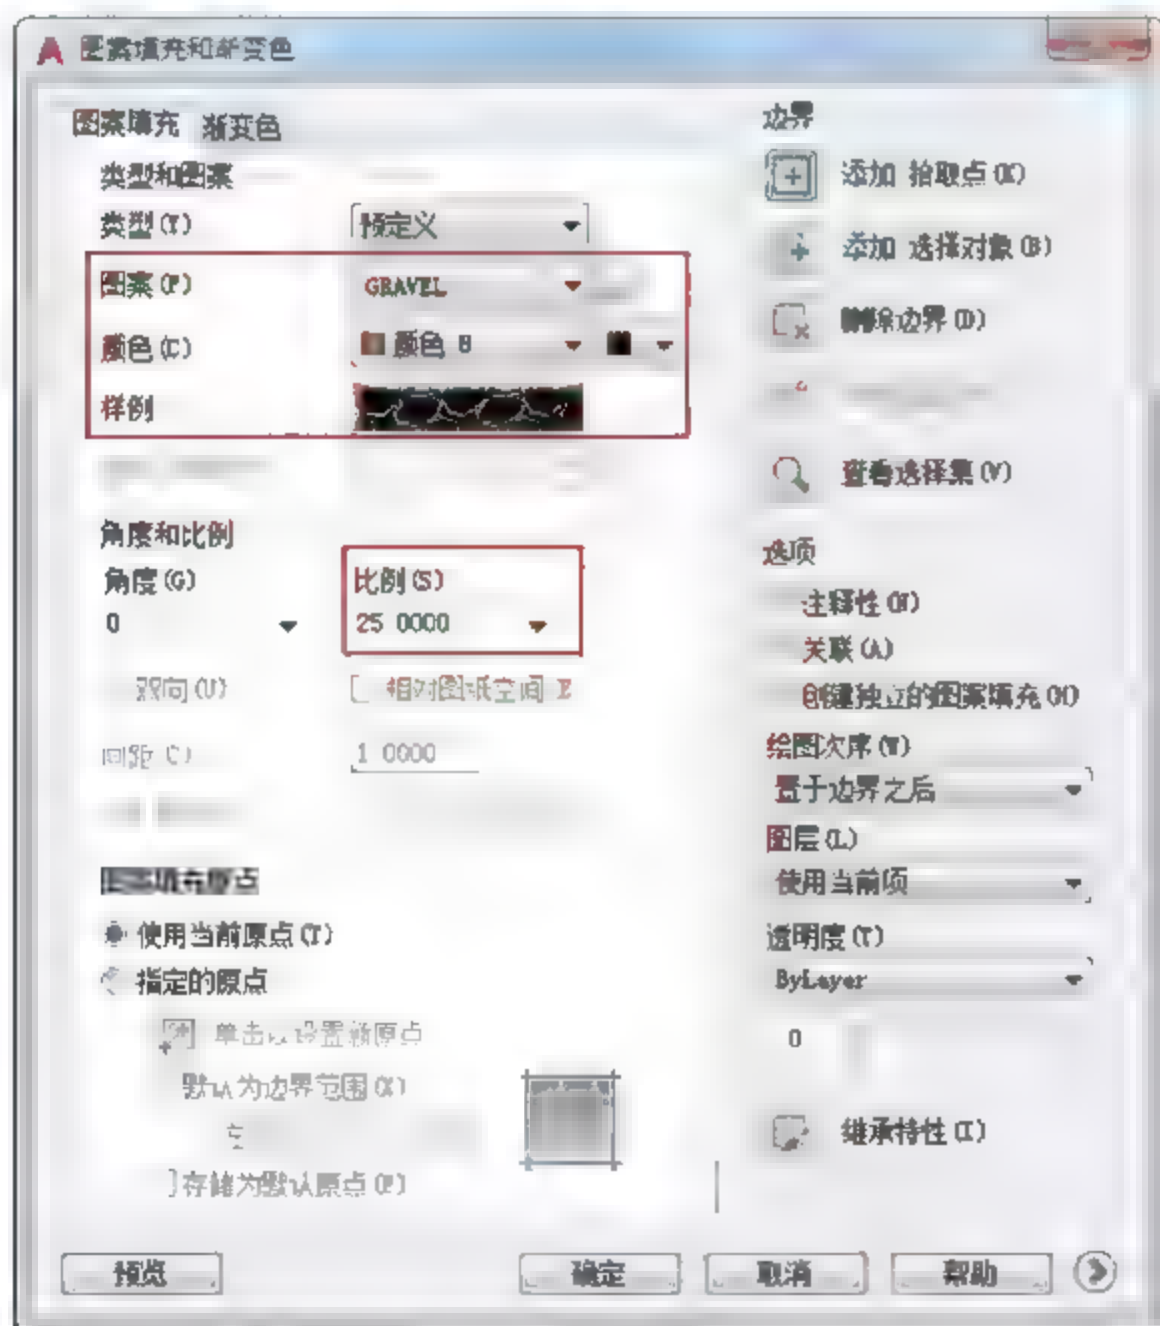 图案填充和渐变色
图案填充 渐变色
类型和图案
类型(Y) 预定义
图案(P) GRAVEL
颜色(C) 颜色 8
样例
角度和比例
角度(G) 比例(S)
0 25 0000
双向(U) 相对图纸空间 E
间距(C) 1 0000
图案填充原点
使用当前原点(T)
指定的原点
单击以设置新原点
默认为边界范围(X)
存储为默认原点(F)
边界
添加 拾取点(K)
添加 选择对象(B)
删除边界(D)
查看选择集(V)
选项
注释性(N)
关联(A)
创建独立的图案填充(H)
绘图次序(W)
置于边界之后
图层(L)
使用当前项
透明度(T)
ByLayer
0
继承特性(I)
预览 确定 取消 帮助